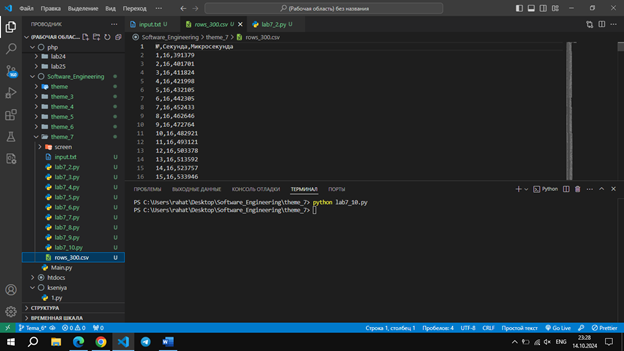 Файл Правка Выделение Вид Переход ... (Рабочая область) без названия
ПРОВОДНИК
input.txt U rows_300.csv U lab7_2.py U
(РАБОЧАЯ ОБЛАСТЬ...
Software_Engineering > theme_7 > rows_300.csv
php
lab24
lab25
Software_Engineering
theme
theme_3
theme_4
theme_5
theme_6
theme_7
screen
input.txt U
lab7_2.py U
lab7_3.py U
lab7_4.py U
lab7_5.py U
lab7_6.py U
lab7_7.py U
lab7_8.py U
lab7_9.py U
lab7_10.py U
rows_300.csv U
Main.py
htdocs
kseniya
1.py
СТРУКТУРА
ВРЕМЕННАЯ ШКАЛА
1 №,Секунда,Микросекунда
2 1,16,391379
3 2,16,401701
4 3,16,411824
5 4,16,421998
6 5,16,432105
7 6,16,442305
8 7,16,452433
9 8,16,462646
10 9,16,472764
11 10,16,482921
12 11,16,493121
13 12,16,503378
14 13,16,513592
15 14,16,523757
16 15,16,533946
ПРОБЛЕМЫ ВЫХОДНЫЕ ДАННЫЕ КОНСОЛЬ ОТЛАДКИ ТЕРМИНАЛ ПОРТЫ Python
PS C:\Users\rahat\Desktop\Software_Engineering\theme_7> python lab7_10.py
PS C:\Users\rahat\Desktop\Software_Engineering\theme_7>
Tema_6* 0 0 0 Строка 1, столбец 1 Пробелов: 4 UTF-8 CRLF Простой текст Go Live Prettier
ENG 23:28
14.10.2024